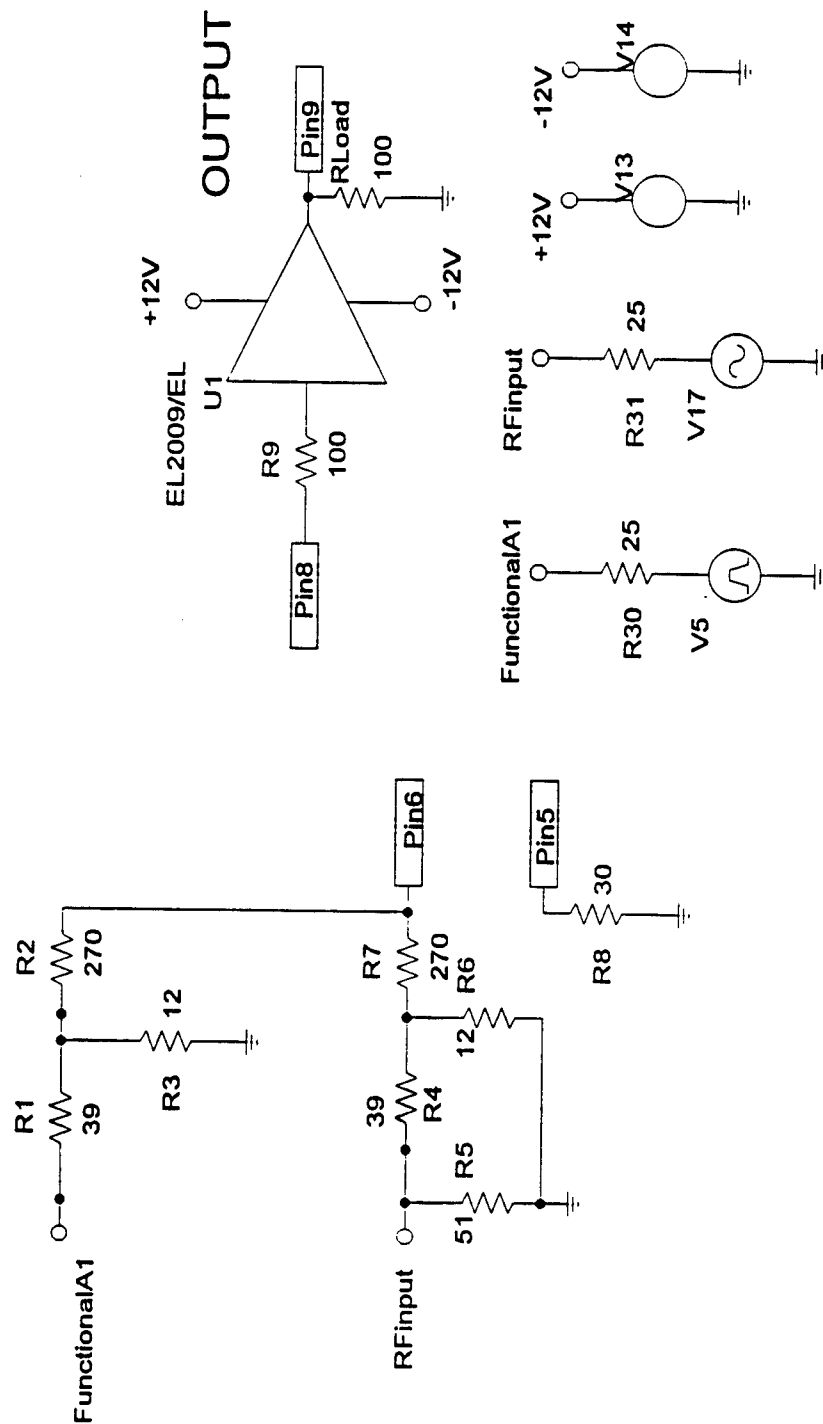 FunctionalA1
R1
39
R3
12
R2
270
RFinput
R5
51
39
R4
12
R6
R7
270
Pin6
Pin5
R8
30
Pin8
R9
100
EL2009/EL
U1
+12V
-12V
OUTPUT
Pin9
RLoad
100
FunctionalA1
R30
25
V5
RFinput
R31
25
V17
+12V
V13
-12V
V14